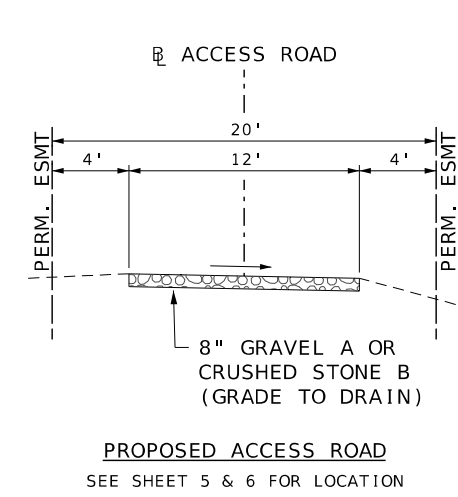 ℄ ACCESS ROAD
20'
4' 12' 4'
PERM. ESMT
PERM. ESMT
8" GRAVEL A OR
CRUSHED STONE B
(GRADE TO DRAIN)
PROPOSED ACCESS ROAD
SEE SHEET 5 & 6 FOR LOCATION